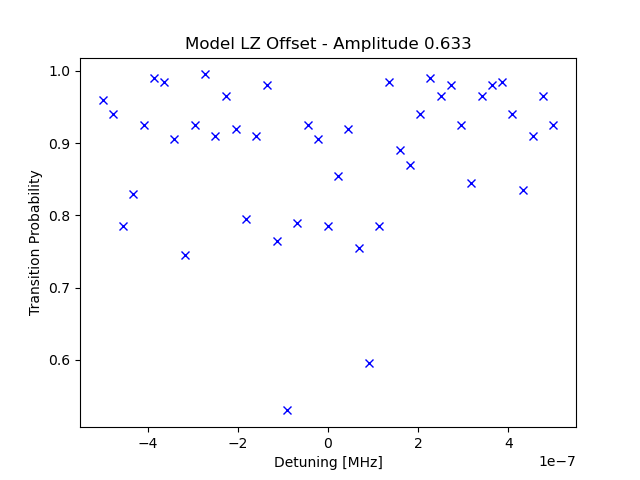 Model LZ Offset - Amplitude 0.633
Transition Probability
1.0
0.9
0.8
0.7
0.6
−4
−2
0
2
4
1e−7
Detuning [MHz]